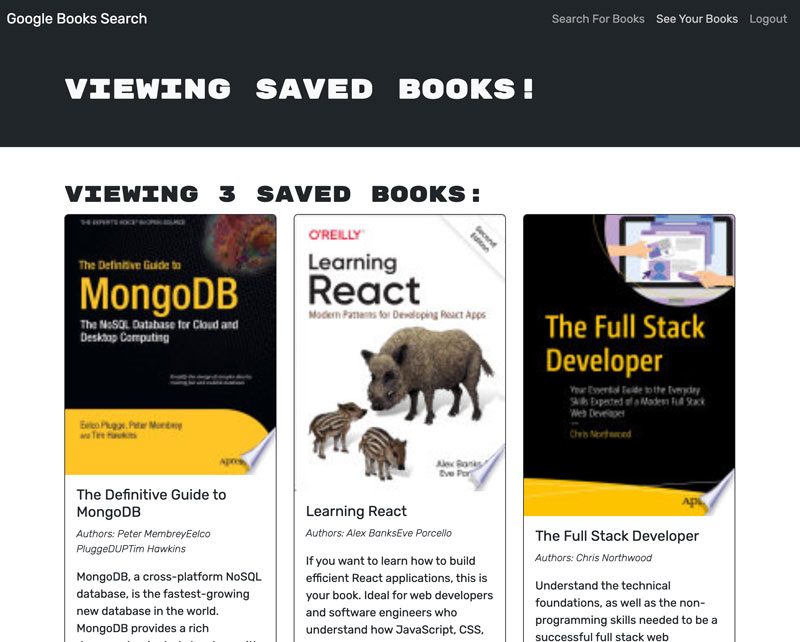 Google Books Search
Search For Books
See Your Books
Logout
VIEWING SAVED BOOKS!
VIEWING 3 SAVED BOOKS:
THE EXPERT'S VOICE IN OPEN SOURCE
The Definitive Guide to
MongoDB
The NoSQL Database for Cloud and
Desktop Computing
Eelco Plugge, Peter Membrey
and Tim Hawkins
The Definitive Guide to
MongoDB
Authors: Peter MembreyEelco
PluggeDUPTim Hawkins
MongoDB, a cross-platform NoSQL
database, is the fastest-growing
new database in the world.
MongoDB provides a rich
O'REILLY
Second
Edition
Learning
React
Modern Patterns for Developing React Apps
Alex Banks
Eve
Learning React
Authors: Alex BanksEve Porcello
If you want to learn how to build
efficient React applications, this is
your book. Ideal for web developers
and software engineers who
understand how JavaScript, CSS,
The Full Stack
Developer
Your Essential Guide to the Everyday
Skills Expected of a Modern Full Stack
Web Developer
Chris Northwood
The Full Stack Developer
Authors: Chris Northwood
Understand the technical
foundations, as well as the non-
programming skills needed to be a
successful full stack web